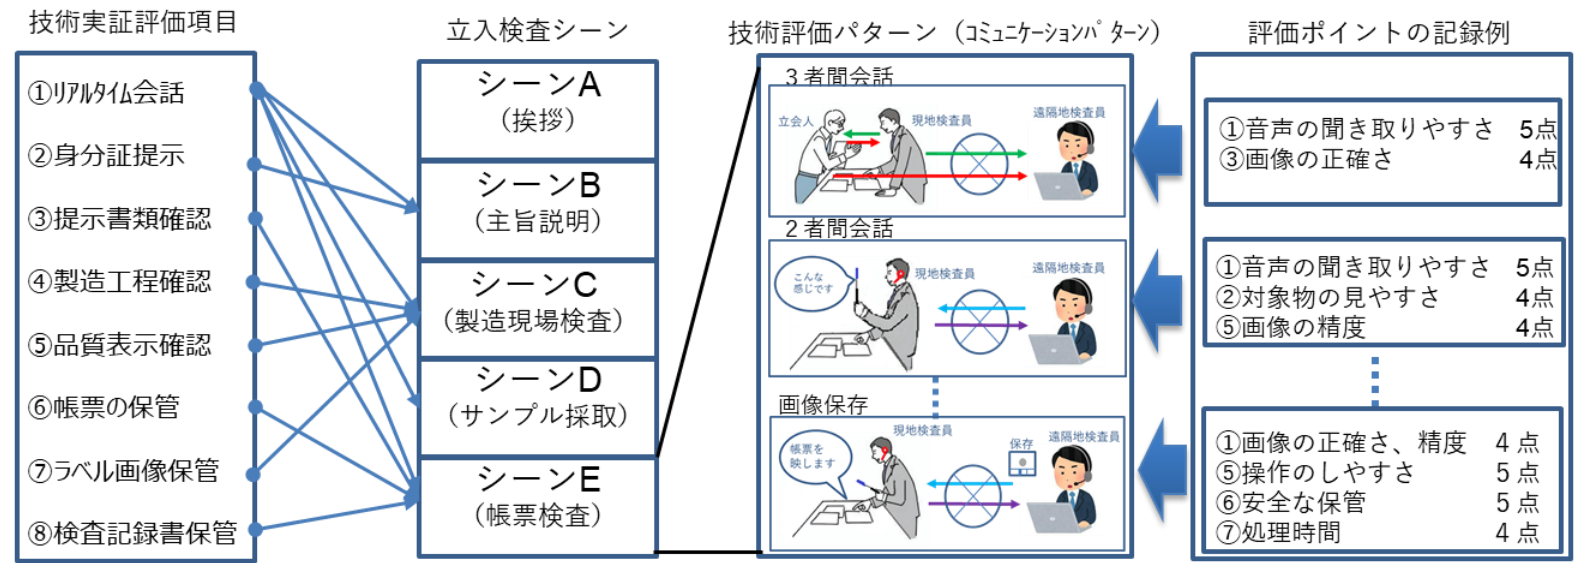 技術実証評価項目
①ﾘｱﾙﾀｲﾑ会話
②身分証提示
③提示書類確認
④製造工程確認
⑤品質表示確認
⑥帳票の保管
⑦ラベル画像保管
⑧検査記録書保管
立入検査シーン
シーンA
（挨拶）
シーンB
（主旨説明）
シーンC
（製造現場検査）
シーンD
（サンプル採取）
シーンE
（帳票検査）
技術評価パターン（ｺﾐｭﾆｹｰｼｮﾝﾊﾟﾀｰﾝ）
３者間会話
立会人
現地検査員
遠隔地検査員
２者間会話
こんな
感じです
現地検査員
遠隔地検査員
画像保存
帳票を
映します
現地検査員
保存
遠隔地検査員
評価ポイントの記録例
①音声の聞き取りやすさ 5点
③画像の正確さ 4点
①音声の聞き取りやすさ 5点
②対象物の見やすさ 4点
⑤画像の精度 4点
①画像の正確さ、精度 4点
⑤操作のしやすさ 5点
⑥安全な保管 5点
⑦処理時間 4点